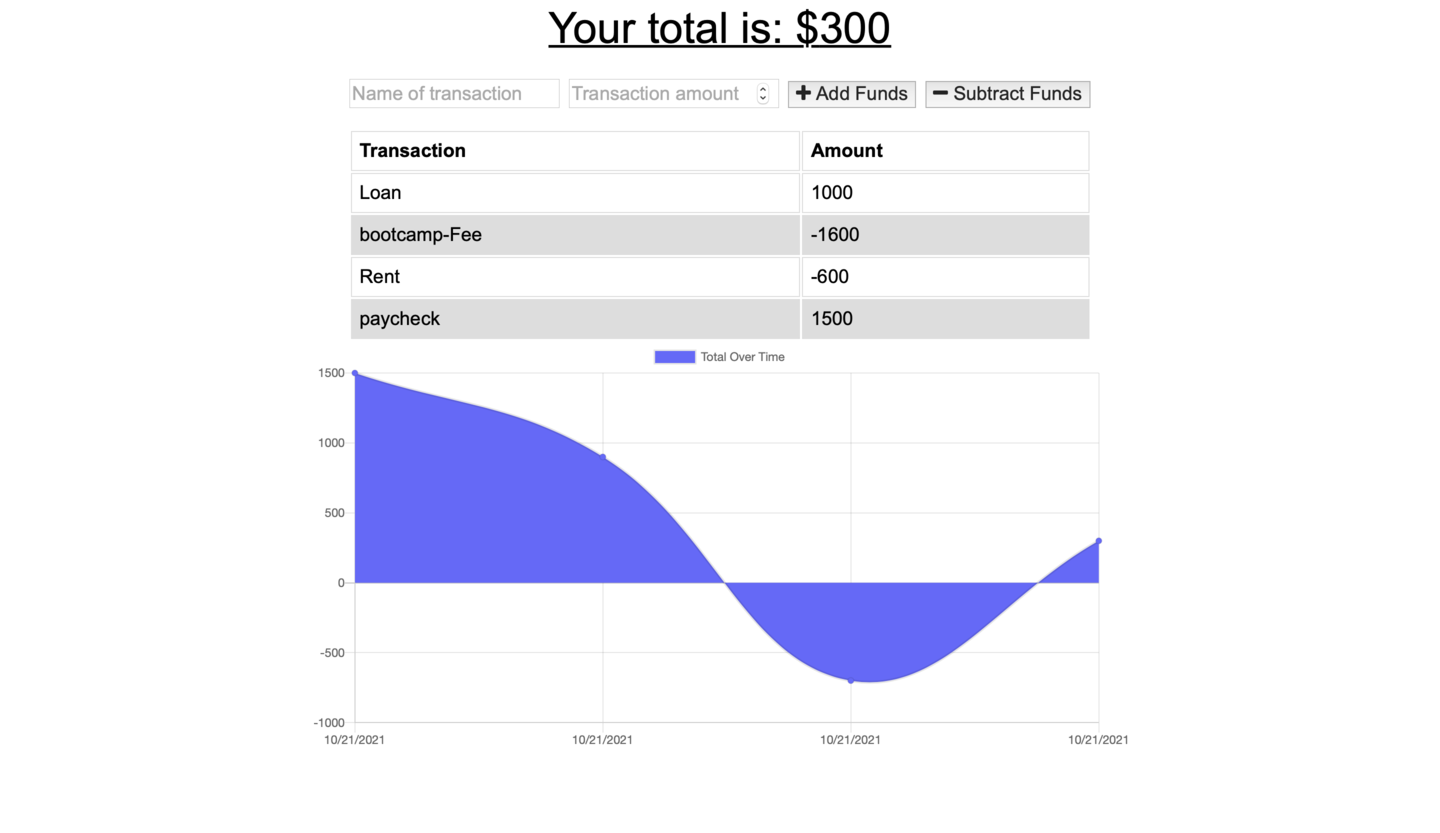 Your total is: $300
Name of transaction Transaction amount + Add Funds − Subtract Funds
Transaction Amount
Loan 1000
bootcamp-Fee -1600
Rent -600
paycheck 1500
Total Over Time
1500
1000
500
0
-500
-1000
10/21/2021 10/21/2021 10/21/2021 10/21/2021